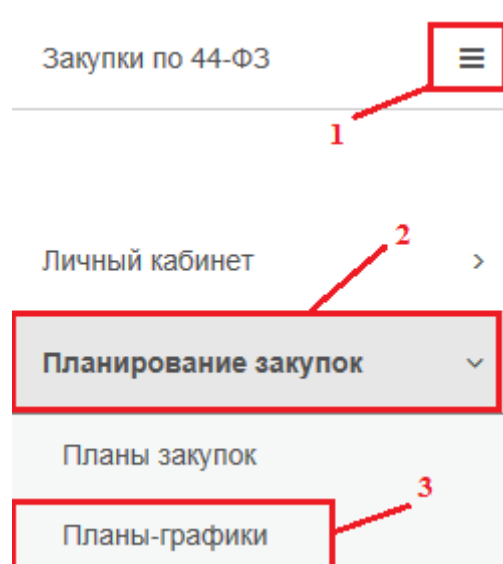 Закупки по 44-ФЗ
1
2
Личный кабинет
Планирование закупок
Планы закупок
3
Планы-графики